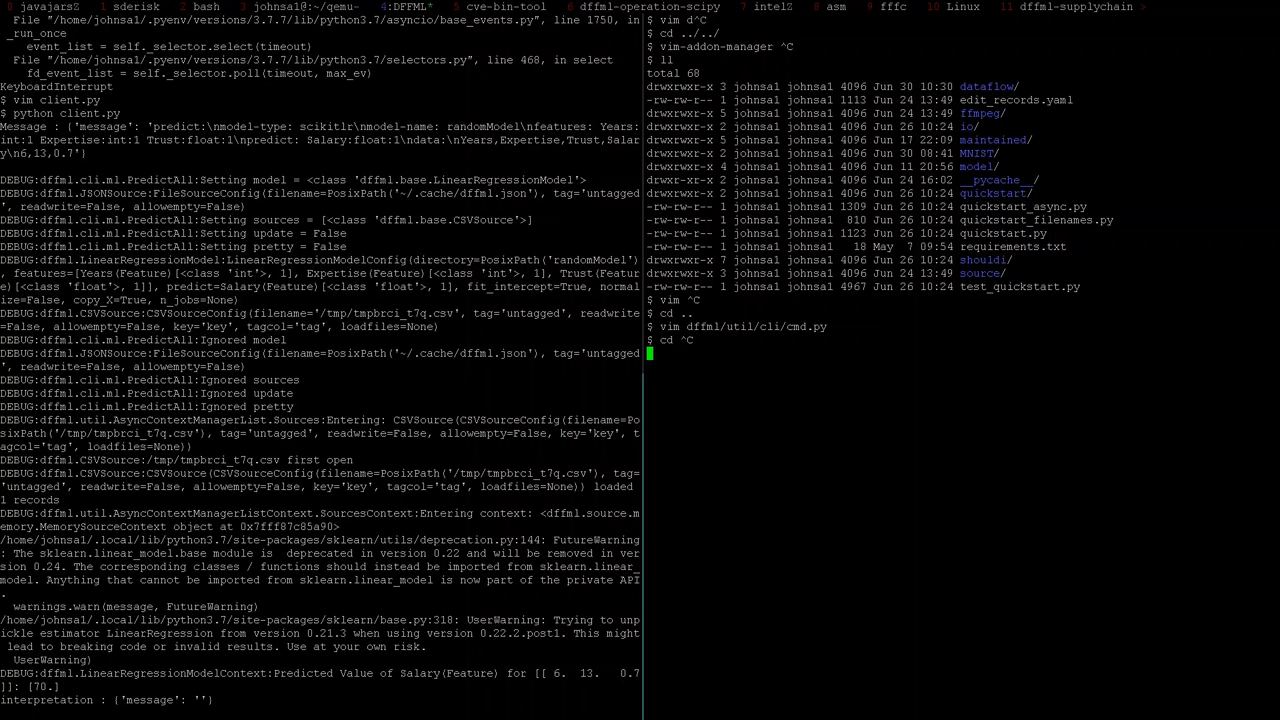 0 javajarsZ  1 sderisk  2 bash  3 johnsa1@:~/qemu-  4:DFFML*  5 cve-bin-tool  6 dffml-operation-scipy  7 intelZ  8 asm  9 fffc  10 Linux  11 dffml-supplychain >
  File "/home/johnsa1/.pyenv/versions/3.7.7/lib/python3.7/asyncio/base_events.py", line 1750, in
_run_once
    event_list = self._selector.select(timeout)
  File "/home/johnsa1/.pyenv/versions/3.7.7/lib/python3.7/selectors.py", line 468, in select
    fd_event_list = self._selector.poll(timeout, max_ev)
KeyboardInterrupt
$ vim client.py
$ python client.py
Message : {'message': 'predict:\nmodel-type: scikitlr\nmodel-name: randomModel\nfeatures: Years:
int:1 Expertise:int:1 Trust:float:1\npredict: Salary:float:1\ndata:\nYears,Expertise,Trust,Salar
y\n6,13,0.7'}
DEBUG:dffml.cli.ml.PredictAll:Setting model = <class 'dffml.base.LinearRegressionModel'>
DEBUG:dffml.JSONSource:FileSourceConfig(filename=PosixPath('~/.cache/dffml.json'), tag='untagged
', readwrite=False, allowempty=False)
DEBUG:dffml.cli.ml.PredictAll:Setting sources = [<class 'dffml.base.CSVSource'>]
DEBUG:dffml.cli.ml.PredictAll:Setting update = False
DEBUG:dffml.cli.ml.PredictAll:Setting pretty = False
DEBUG:dffml.LinearRegressionModel:LinearRegressionModelConfig(directory=PosixPath('randomModel')
, features=[Years(Feature)[<class 'int'>, 1], Expertise(Feature)[<class 'int'>, 1], Trust(Featur
e)[<class 'float'>, 1]], predict=Salary(Feature)[<class 'float'>, 1], fit_intercept=True, normal
ize=False, copy_X=True, n_jobs=None)
DEBUG:dffml.CSVSource:CSVSourceConfig(filename='/tmp/tmpbrci_t7q.csv', tag='untagged', readwrite
=False, allowempty=False, key='key', tagcol='tag', loadfiles=None)
DEBUG:dffml.cli.ml.PredictAll:Ignored model
DEBUG:dffml.JSONSource:FileSourceConfig(filename=PosixPath('~/.cache/dffml.json'), tag='untagged
', readwrite=False, allowempty=False)
DEBUG:dffml.cli.ml.PredictAll:Ignored sources
DEBUG:dffml.cli.ml.PredictAll:Ignored update
DEBUG:dffml.cli.ml.PredictAll:Ignored pretty
DEBUG:dffml.util.AsyncContextManagerList.Sources:Entering: CSVSource(CSVSourceConfig(filename=Po
sixPath('/tmp/tmpbrci_t7q.csv'), tag='untagged', readwrite=False, allowempty=False, key='key', t
agcol='tag', loadfiles=None))
DEBUG:dffml.CSVSource:/tmp/tmpbrci_t7q.csv first open
DEBUG:dffml.CSVSource:CSVSource(CSVSourceConfig(filename=PosixPath('/tmp/tmpbrci_t7q.csv'), tag=
'untagged', readwrite=False, allowempty=False, key='key', tagcol='tag', loadfiles=None)) loaded
1 records
DEBUG:dffml.util.AsyncContextManagerListContext.SourcesContext:Entering context: <dffml.source.m
emory.MemorySourceContext object at 0x7fff87c85a90>
/home/johnsa1/.local/lib/python3.7/site-packages/sklearn/utils/deprecation.py:144: FutureWarning
: The sklearn.linear_model.base module is  deprecated in version 0.22 and will be removed in ver
sion 0.24. The corresponding classes / functions should instead be imported from sklearn.linear_
model. Anything that cannot be imported from sklearn.linear_model is now part of the private API
.
  warnings.warn(message, FutureWarning)
/home/johnsa1/.local/lib/python3.7/site-packages/sklearn/base.py:318: UserWarning: Trying to unp
ickle estimator LinearRegression from version 0.21.3 when using version 0.22.2.post1. This might
 lead to breaking code or invalid results. Use at your own risk.
  UserWarning)
DEBUG:dffml.LinearRegressionModelContext:Predicted Value of Salary(Feature) for [[ 6.  13.   0.7
]]: [70.]
interpretation : {'message': ''}
$ vim d^C
$ cd ../../
$ vim-addon-manager ^C
$ ll
total 68
drwxrwxr-x 3 johnsa1 johnsa1 4096 Jun 30 10:30 dataflow/
-rw-rw-r-- 1 johnsa1 johnsa1 1113 Jun 24 13:49 edit_records.yaml
drwxrwxr-x 5 johnsa1 johnsa1 4096 Jun 24 13:49 ffmpeg/
drwxrwxr-x 2 johnsa1 johnsa1 4096 Jun 26 10:24 io/
drwxrwxr-x 5 johnsa1 johnsa1 4096 Jun 17 22:09 maintained/
drwxrwxr-x 2 johnsa1 johnsa1 4096 Jun 30 08:41 MNIST/
drwxrwxr-x 4 johnsa1 johnsa1 4096 Jun 11 20:56 model/
drwxrwxr-x 2 johnsa1 johnsa1 4096 Jun 24 16:02 __pycache__/
drwxrwxr-x 2 johnsa1 johnsa1 4096 Jun 26 10:24 quickstart/
-rw-rw-r-- 1 johnsa1 johnsa1 1309 Jun 26 10:24 quickstart_async.py
-rw-rw-r-- 1 johnsa1 johnsa1  810 Jun 26 10:24 quickstart_filenames.py
-rw-rw-r-- 1 johnsa1 johnsa1 1123 Jun 26 10:24 quickstart.py
-rw-rw-r-- 1 johnsa1 johnsa1   18 May  7 09:54 requirements.txt
drwxrwxr-x 7 johnsa1 johnsa1 4096 Jun 26 10:24 shouldi/
drwxrwxr-x 3 johnsa1 johnsa1 4096 Jun 24 13:49 source/
-rw-rw-r-- 1 johnsa1 johnsa1 4967 Jun 26 10:24 test_quickstart.py
$ vim ^C
$ cd ..
$ vim dffml/util/cli/cmd.py
$ cd ^C